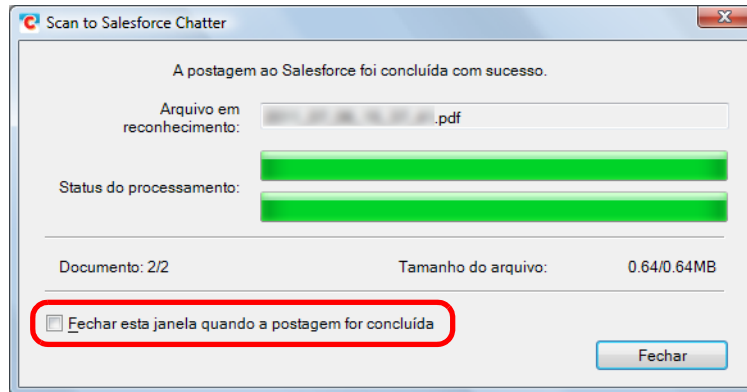 Scan to Salesforce Chatter
A postagem ao Salesforce foi concluída com sucesso.
Arquivo em
reconhecimento:
.pdf
Status do processamento:
Documento: 2/2 Tamanho do arquivo: 0.64/0.64MB
Fechar esta janela quando a postagem for concluída
Fechar